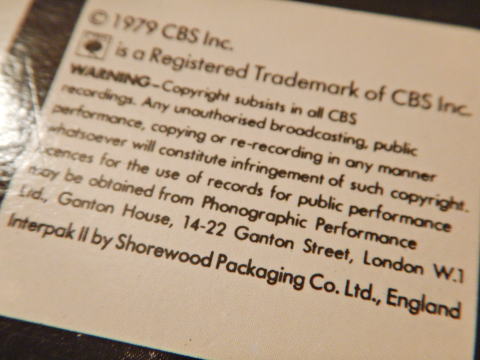 © 1979 CBS Inc.
is a Registered Trademark of CBS Inc.
WARNING–Copyright subsists in all CBS
recordings. Any unauthorised broadcasting, public
performance, copying or re-recording in any manner
whatsoever will constitute infringement of such copyright.
Licences for the use of records for public performance
may be obtained from Phonographic Performance
Ltd., Ganton House, 14-22 Ganton Street, London W.1
Interpak II by Shorewood Packaging Co. Ltd., England